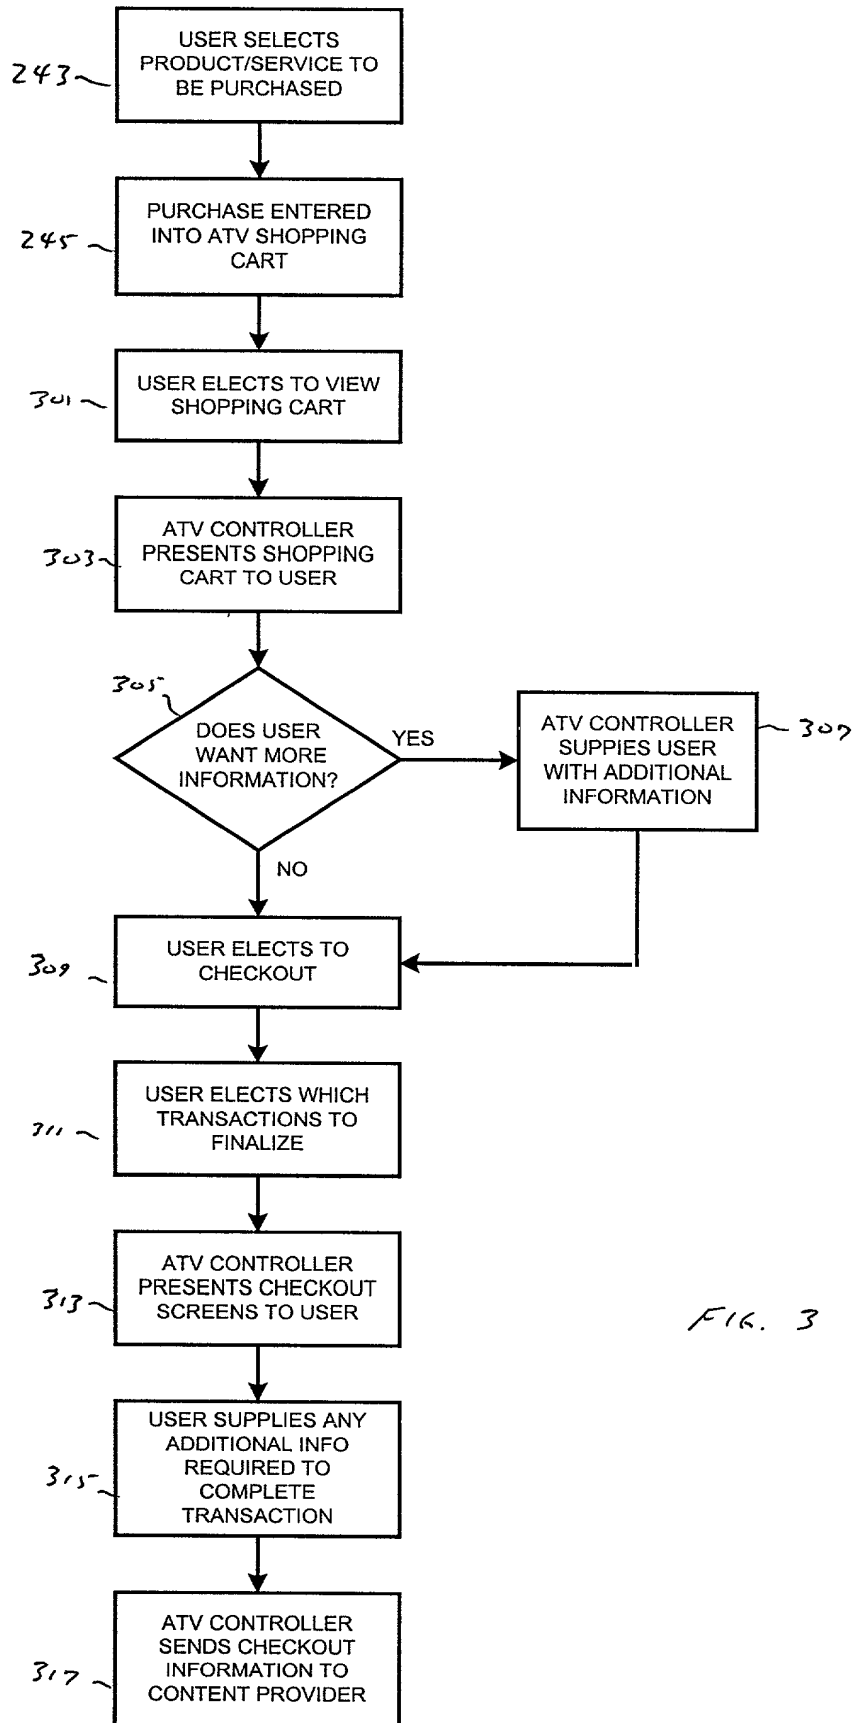 USER SELECTS
PRODUCT/SERVICE TO
BE PURCHASED
243
PURCHASE ENTERED
INTO ATV SHOPPING
CART
245
USER ELECTS TO VIEW
SHOPPING CART
301
ATV CONTROLLER
PRESENTS SHOPPING
CART TO USER
303
305
DOES USER
WANT MORE
INFORMATION?
YES
ATV CONTROLLER
SUPPIES USER
WITH ADDITIONAL
INFORMATION
307
NO
USER ELECTS TO
CHECKOUT
309
USER ELECTS WHICH
TRANSACTIONS TO
FINALIZE
311
ATV CONTROLLER
PRESENTS CHECKOUT
SCREENS TO USER
313
FIG. 3
USER SUPPLIES ANY
ADDITIONAL INFO
REQUIRED TO
COMPLETE
TRANSACTION
315
ATV CONTROLLER
SENDS CHECKOUT
INFORMATION TO
CONTENT PROVIDER
317